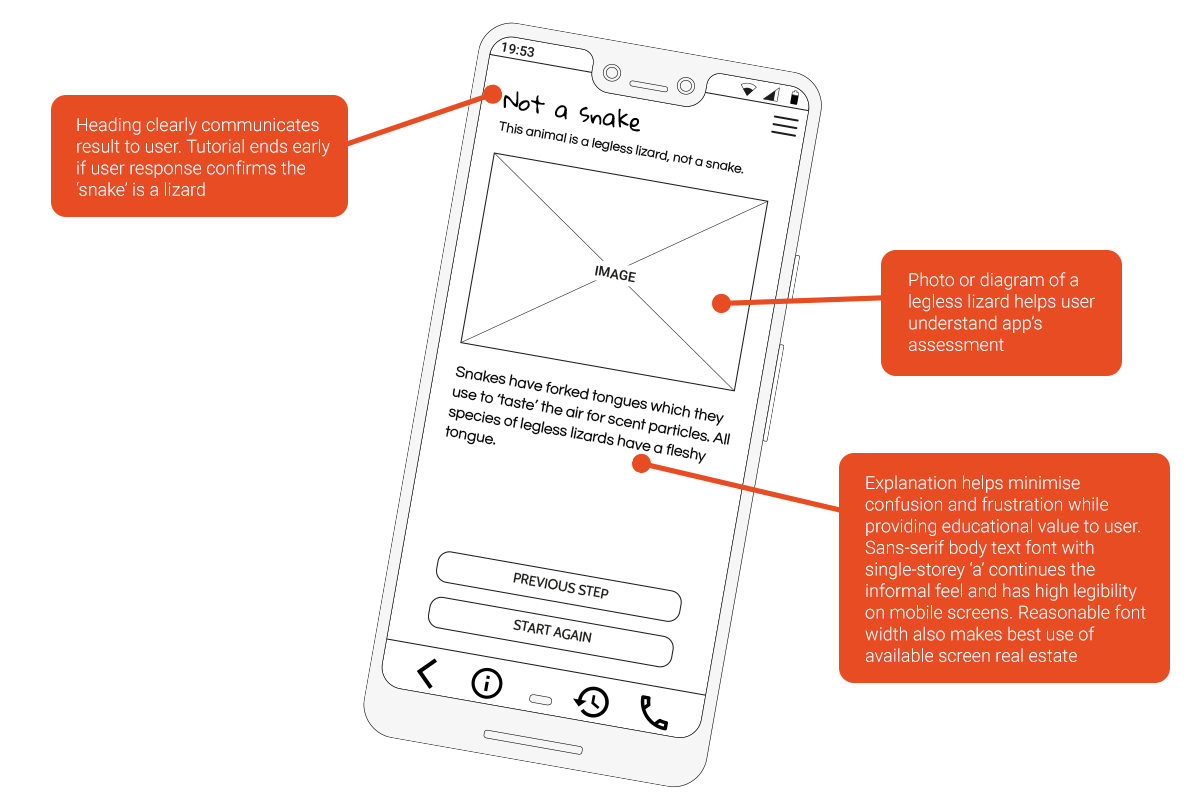 19:53
Not a snake
This animal is a legless lizard, not a snake.
IMAGE
Snakes have forked tongues which they
use to ‘taste’ the air for scent particles. All
species of legless lizards have a fleshy
tongue.
PREVIOUS STEP
START AGAIN
Heading clearly communicates
result to user. Tutorial ends early
if user response confirms the
‘snake’ is a lizard
Photo or diagram of a
legless lizard helps user
understand app’s
assessment
Explanation helps minimise
confusion and frustration while
providing educational value to user.
Sans-serif body text font with
single-storey ‘a’ continues the
informal feel and has high legibility
on mobile screens. Reasonable font
width also makes best use of
available screen real estate